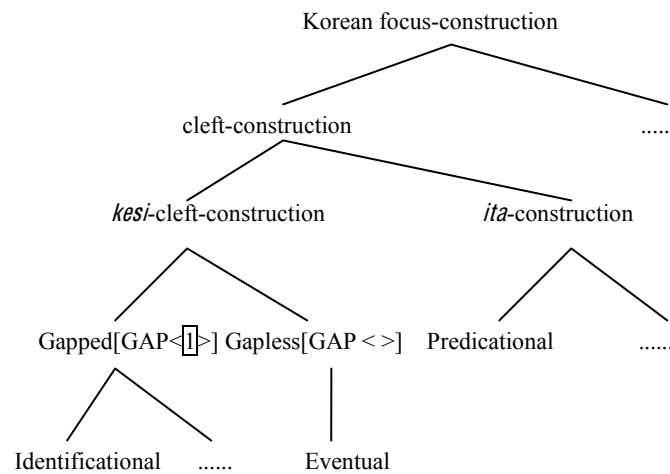 Korean focus-construction
cleft-construction ......
kesi-cleft-construction ita-construction
Gapped[GAP<1>] Gapless[GAP < >] Predicational ......
Identificational ...... Eventual